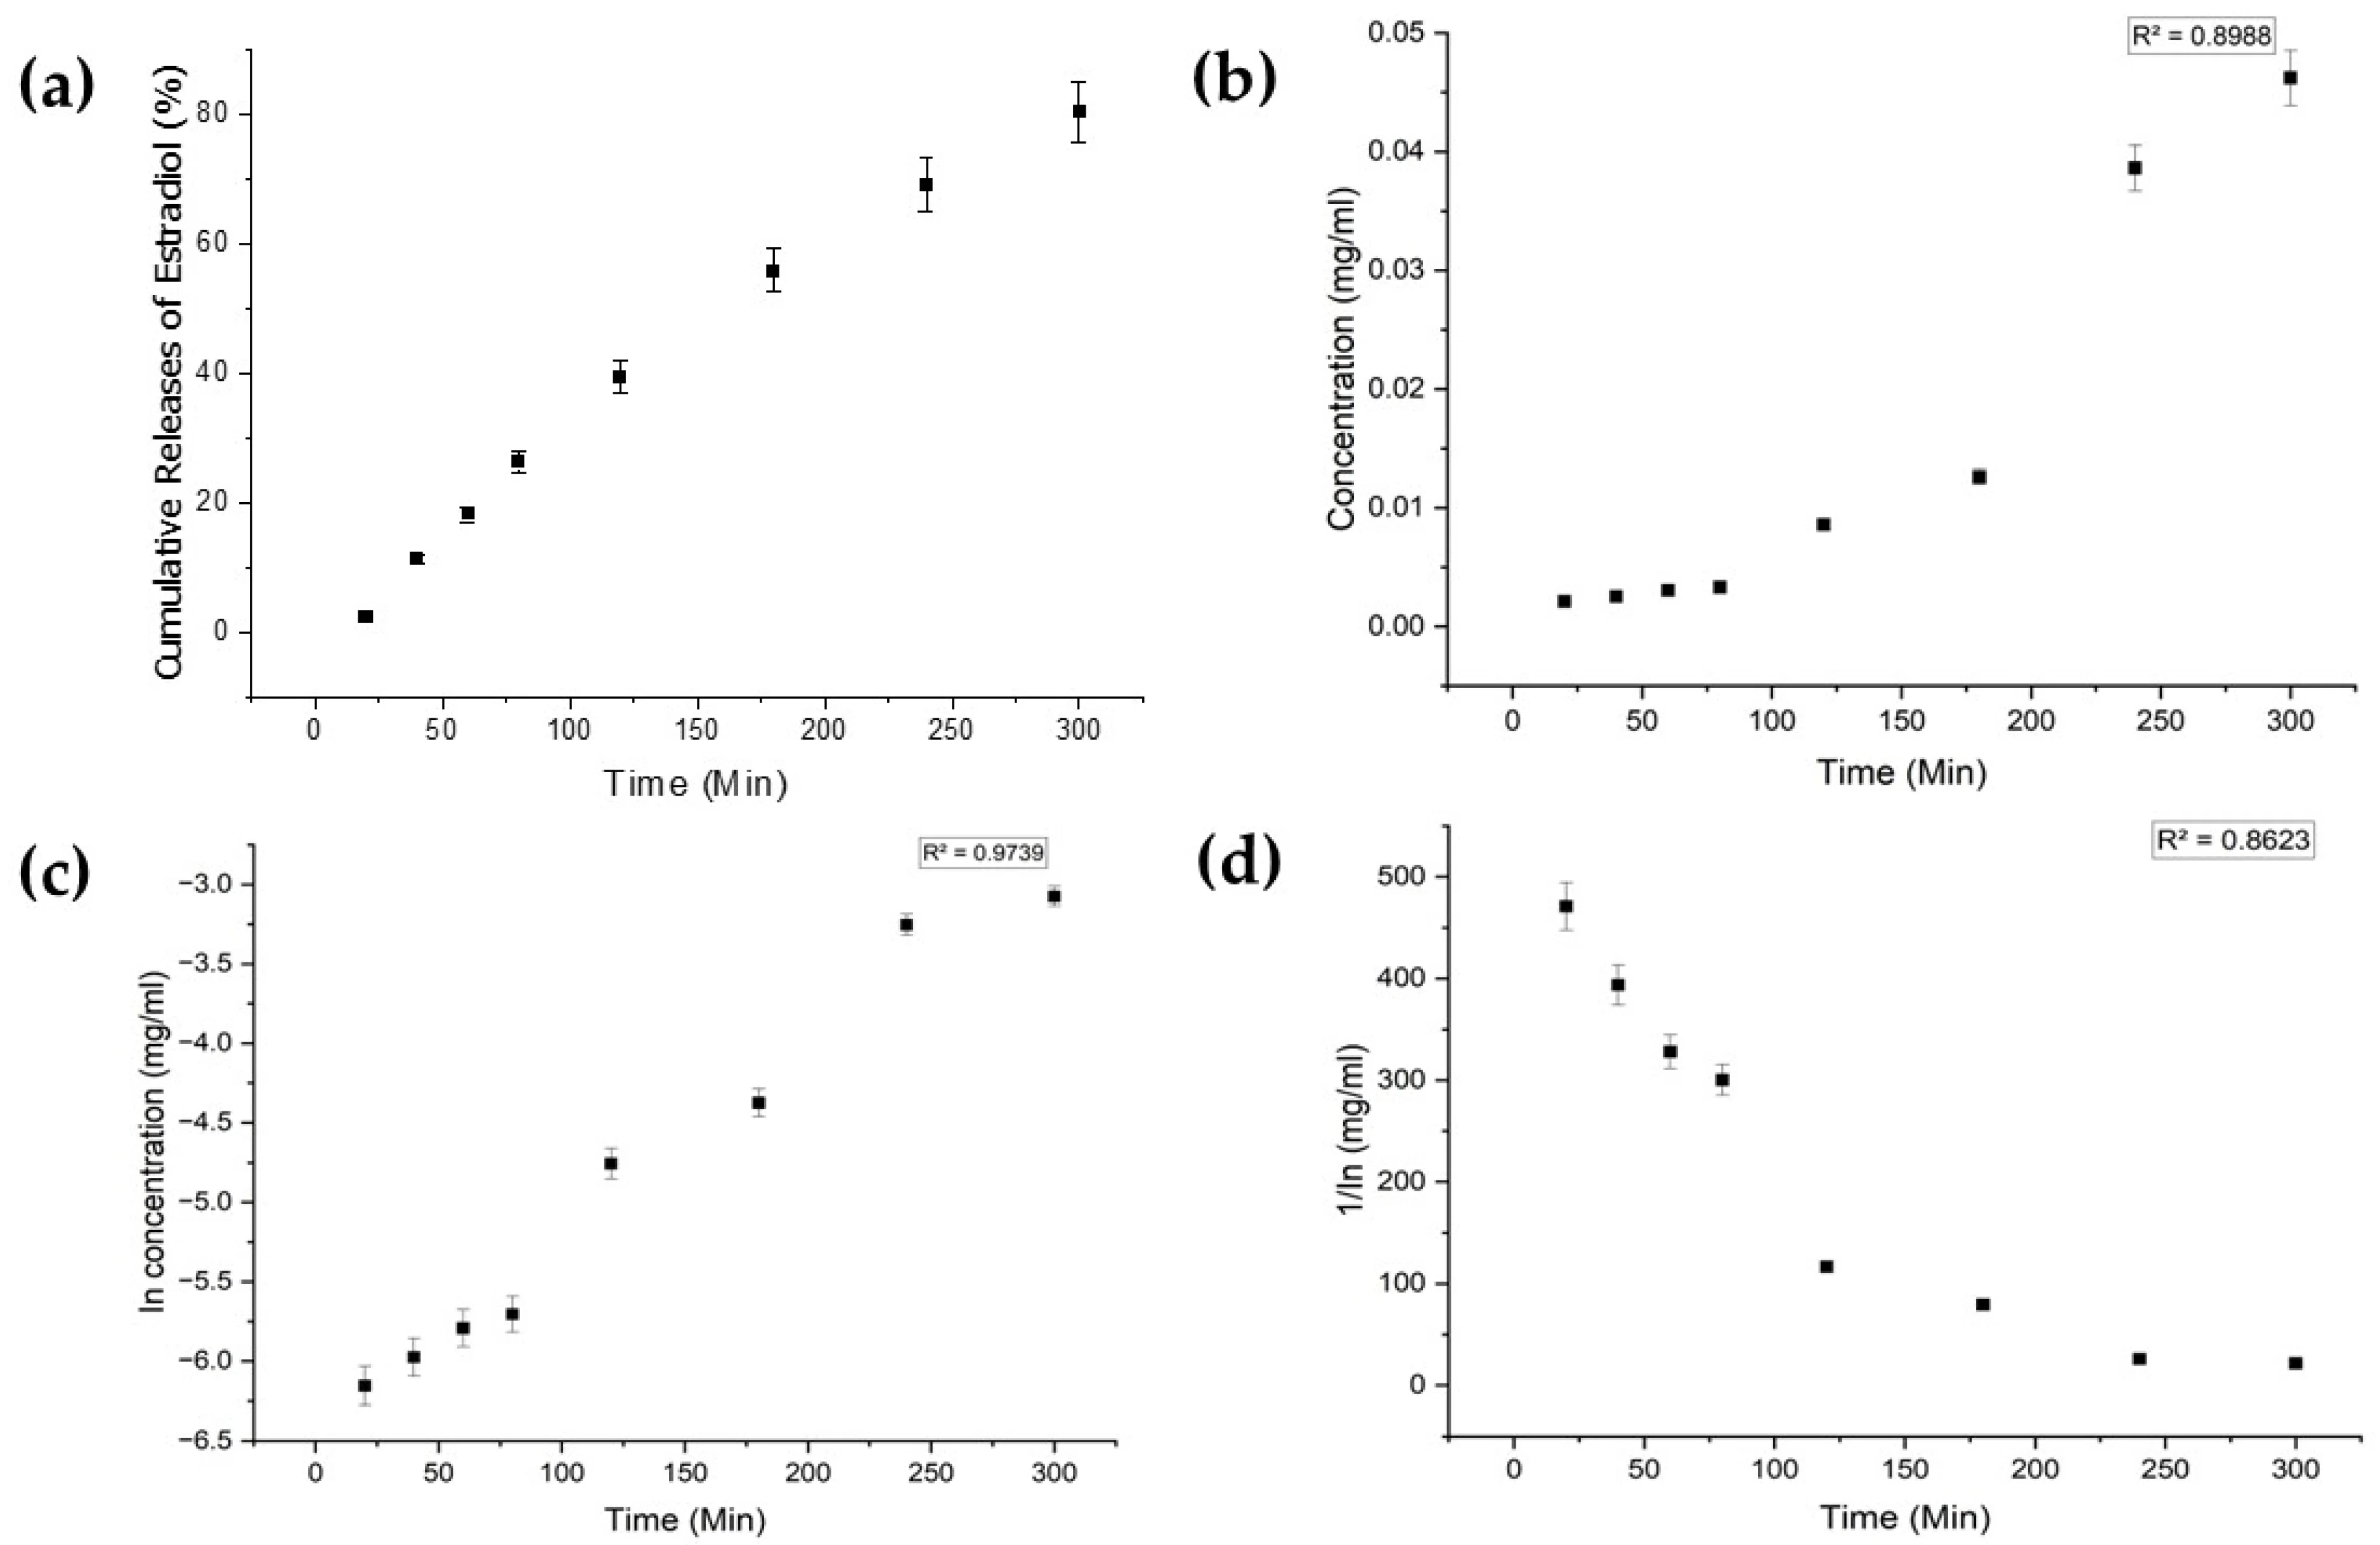 (a)
Cumulative Releases of Estradiol (%)
80
60
40
20
0
0 50 100 150 200 250 300
Time (Min)
(b)
R² = 0.8988
Concentration (mg/ml)
0.05
0.04
0.03
0.02
0.01
0.00
0 50 100 150 200 250 300
Time (Min)
(c)
R² = 0.9739
ln concentration (mg/ml)
−3.0
−3.5
−4.0
−4.5
−5.0
−5.5
−6.0
−6.5
0 50 100 150 200 250 300
Time (Min)
(d)
R² = 0.8623
1/ln (mg/ml)
500
400
300
200
100
0
0 50 100 150 200 250 300
Time (Min)